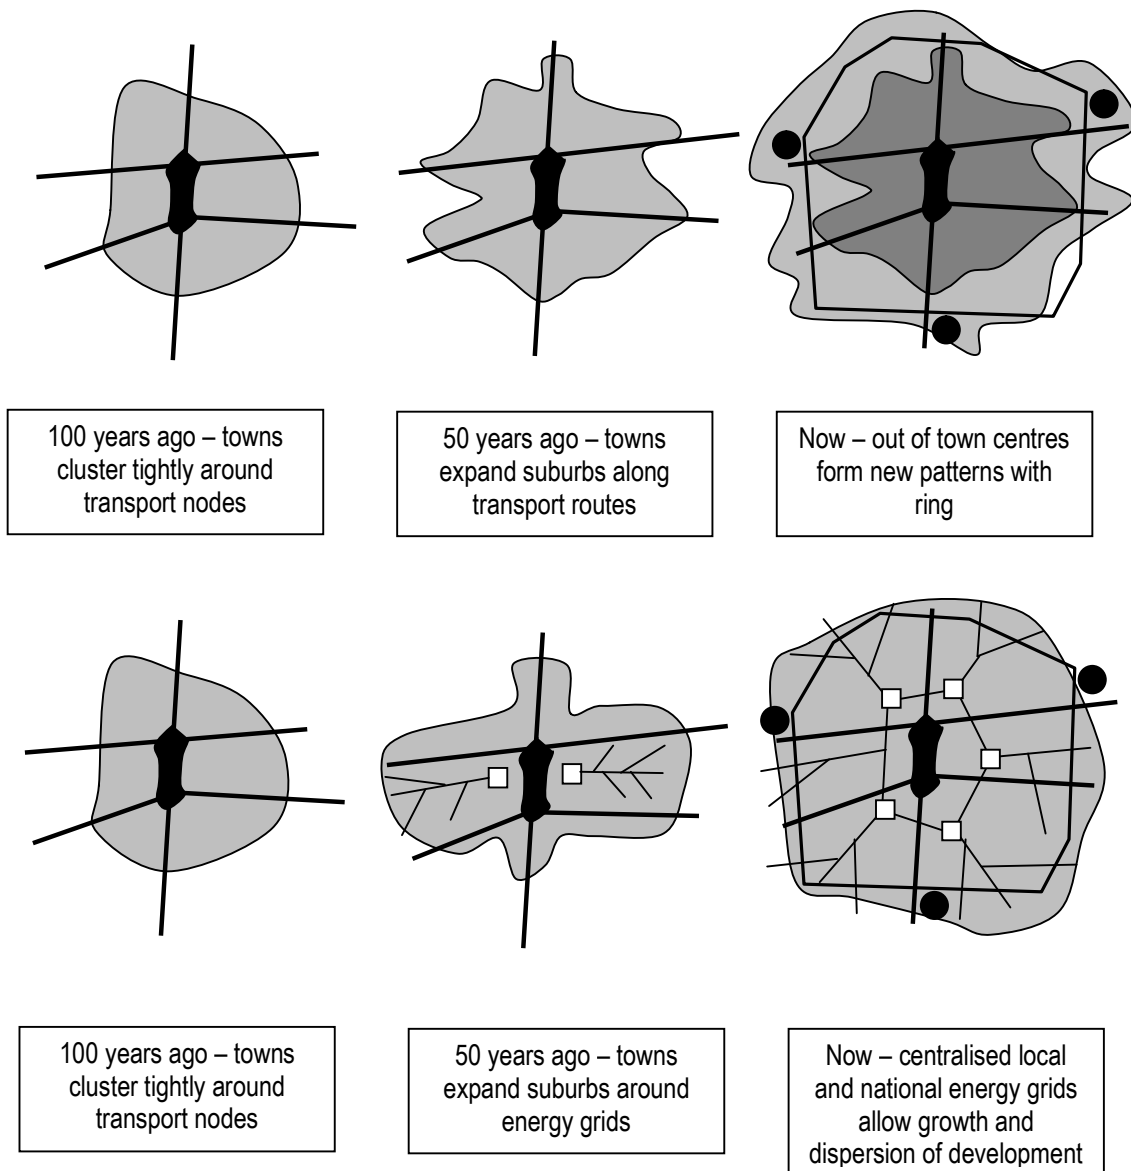 100 years ago – towns
cluster tightly around
transport nodes
50 years ago – towns
expand suburbs along
transport routes
Now – out of town centres
form new patterns with
ring
100 years ago – towns
cluster tightly around
transport nodes
50 years ago – towns
expand suburbs around
energy grids
Now – centralised local
and national energy grids
allow growth and
dispersion of development